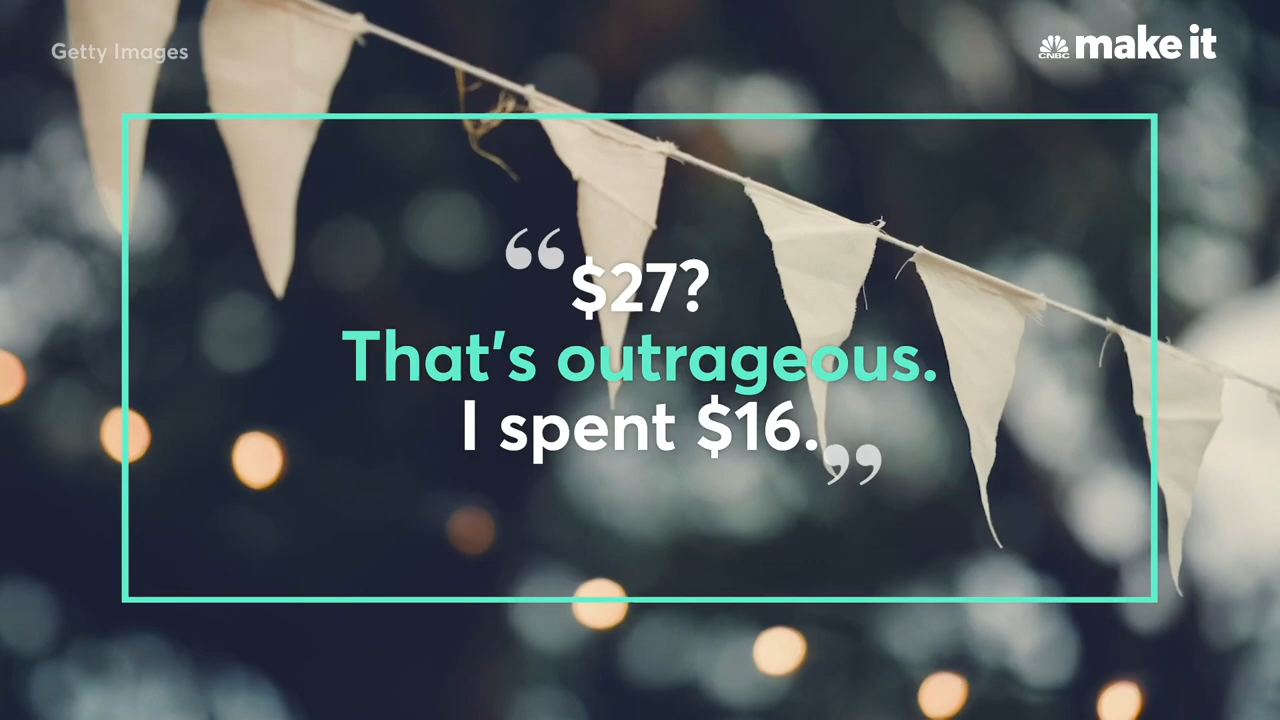 Getty Images
CNBC make it
“$27?
That's outrageous.
I spent $16.”